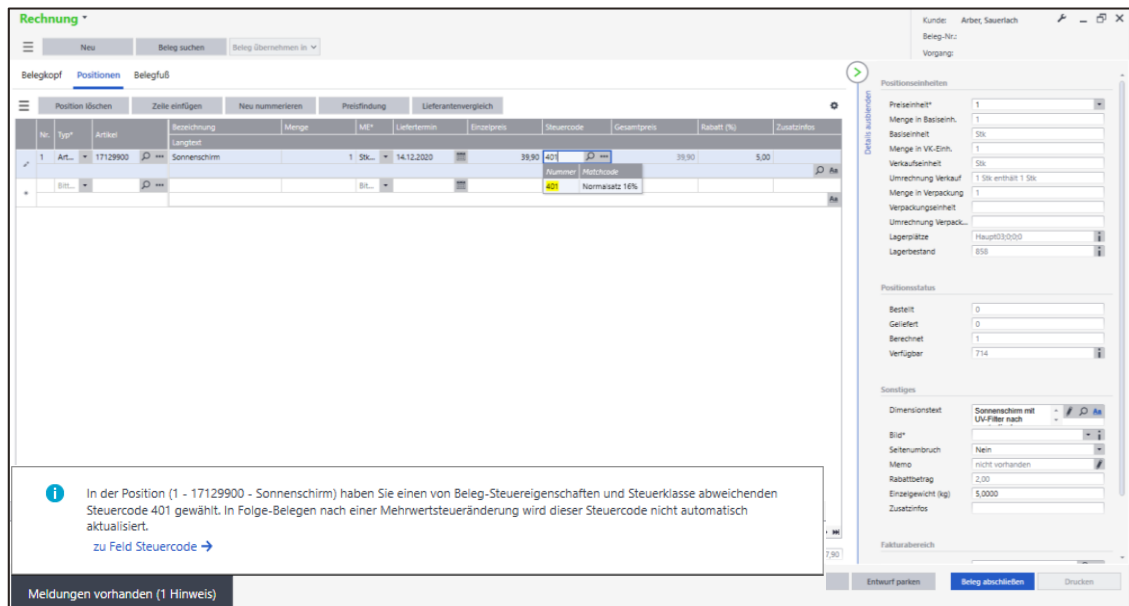 Rechnung
Kunde: Arber, Sauerlach
Beleg-Nr.:
Vorgang:
Neu
Beleg suchen
Beleg übernehmen in
Belegkopf Positionen Belegfuß
Position löschen
Zeile einfügen
Neu nummerieren
Preisfindung
Lieferantenvergleich
Nr. Typ* Artikel Bezeichnung Menge ME* Liefertermin Einzelpreis Steuercode Gesamtpreis Rabatt (%) Zusatzinfos
Langtext
1 Art... 17129900 Sonnenschirm 1 Stk... 14.12.2020 39,90 401 39,90 5,00
Aa
Nummer Matchcode
Bitt... Bit... 401 Normalsatz 16%
Aa
Details ausblenden
Positionseinheiten
Preiseinheit* 1
Menge in Basiseinh. 1
Basiseinheit Stk
Menge in VK-Einh. 1
Verkaufseinheit Stk
Umrechnung Verkauf 1 Stk enthält 1 Stk
Menge in Verpackung 1
Verpackungseinheit
Umrechnung Verpack...
Lagerplätze Haupt03;0;0;0
Lagerbestand 858
Positionsstatus
Bestellt 0
Geliefert 0
Berechnet 1
Verfügbar 714
Sonstiges
Dimensionstext Sonnenschirm mit
UV-Filter nach
Aa
Bild*
Seitenumbruch Nein
Memo nicht vorhanden
Rabattbetrag 2,00
Einzelgewicht (kg) 5,0000
Zusatzinfos
Fakturabereich
In der Position (1 - 17129900 - Sonnenschirm) haben Sie einen von Beleg-Steuereigenschaften und Steuerklasse abweichenden
Steuercode 401 gewählt. In Folge-Belegen nach einer Mehrwertsteueränderung wird dieser Steuercode nicht automatisch
aktualisiert.
zu Feld Steuercode →
7,90
Meldungen vorhanden (1 Hinweis)
Entwurf parken
Beleg abschließen
Drucken